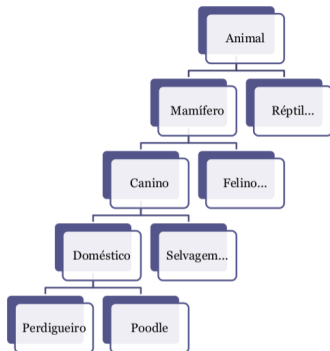 Animal
Mamífero
Réptil...
Canino
Felino...
Doméstico
Selvagem...
Perdigueiro
Poodle